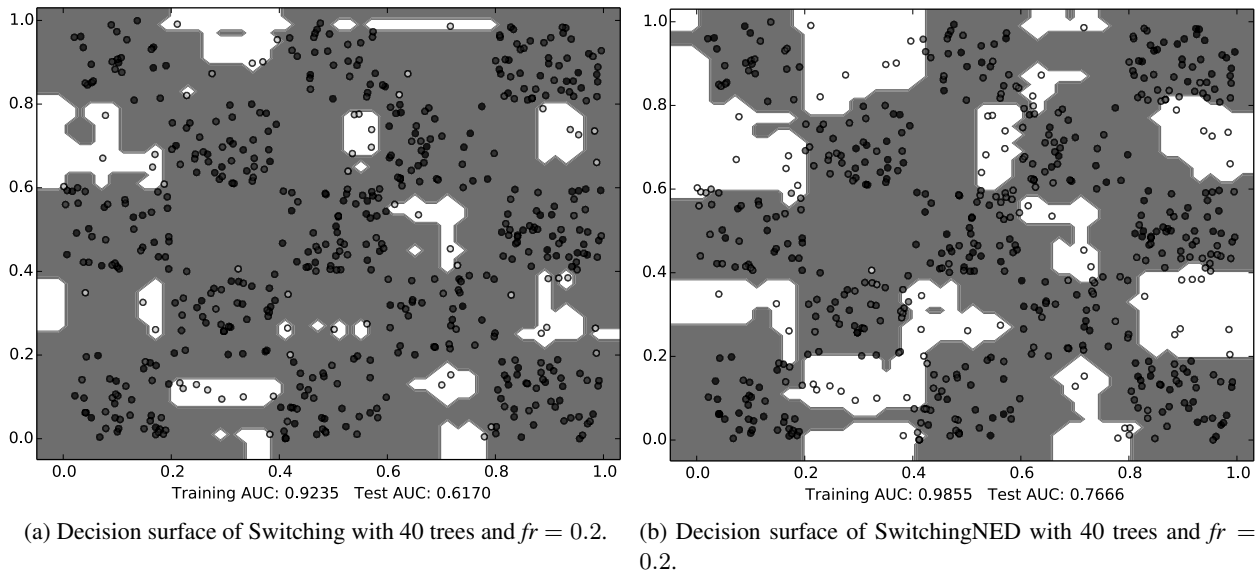 1.0
0.8
0.6
0.4
0.2
0.0
0.0 0.2 0.4 0.6 0.8 1.0
Training AUC: 0.9235 Test AUC: 0.6170
1.0
0.8
0.6
0.4
0.2
0.0
0.0 0.2 0.4 0.6 0.8 1.0
Training AUC: 0.9855 Test AUC: 0.7666
(a) Decision surface of Switching with 40 trees and fr = 0.2.
(b) Decision surface of SwitchingNED with 40 trees and fr =
0.2.